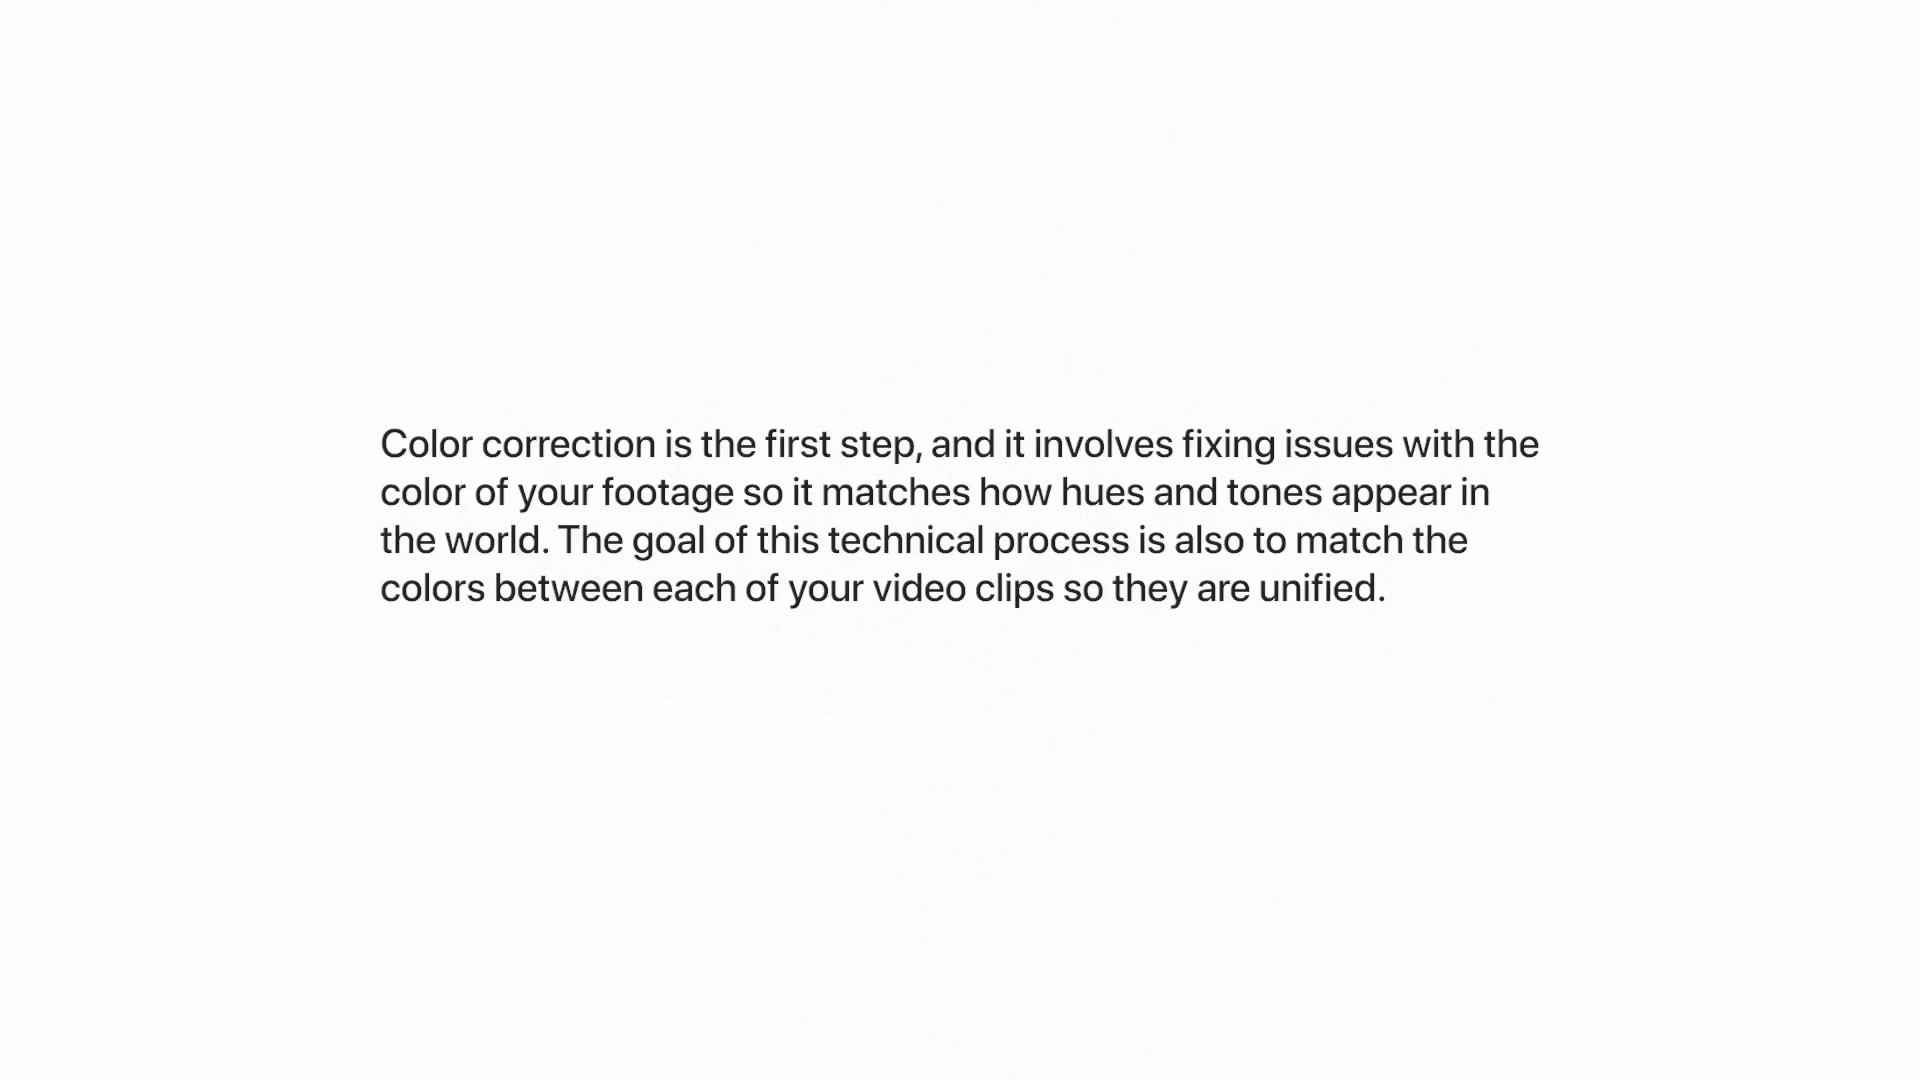 Color correction is the first step, and it involves fixing issues with the
color of your footage so it matches how hues and tones appear in
the world. The goal of this technical process is also to match the
colors between each of your video clips so they are unified.